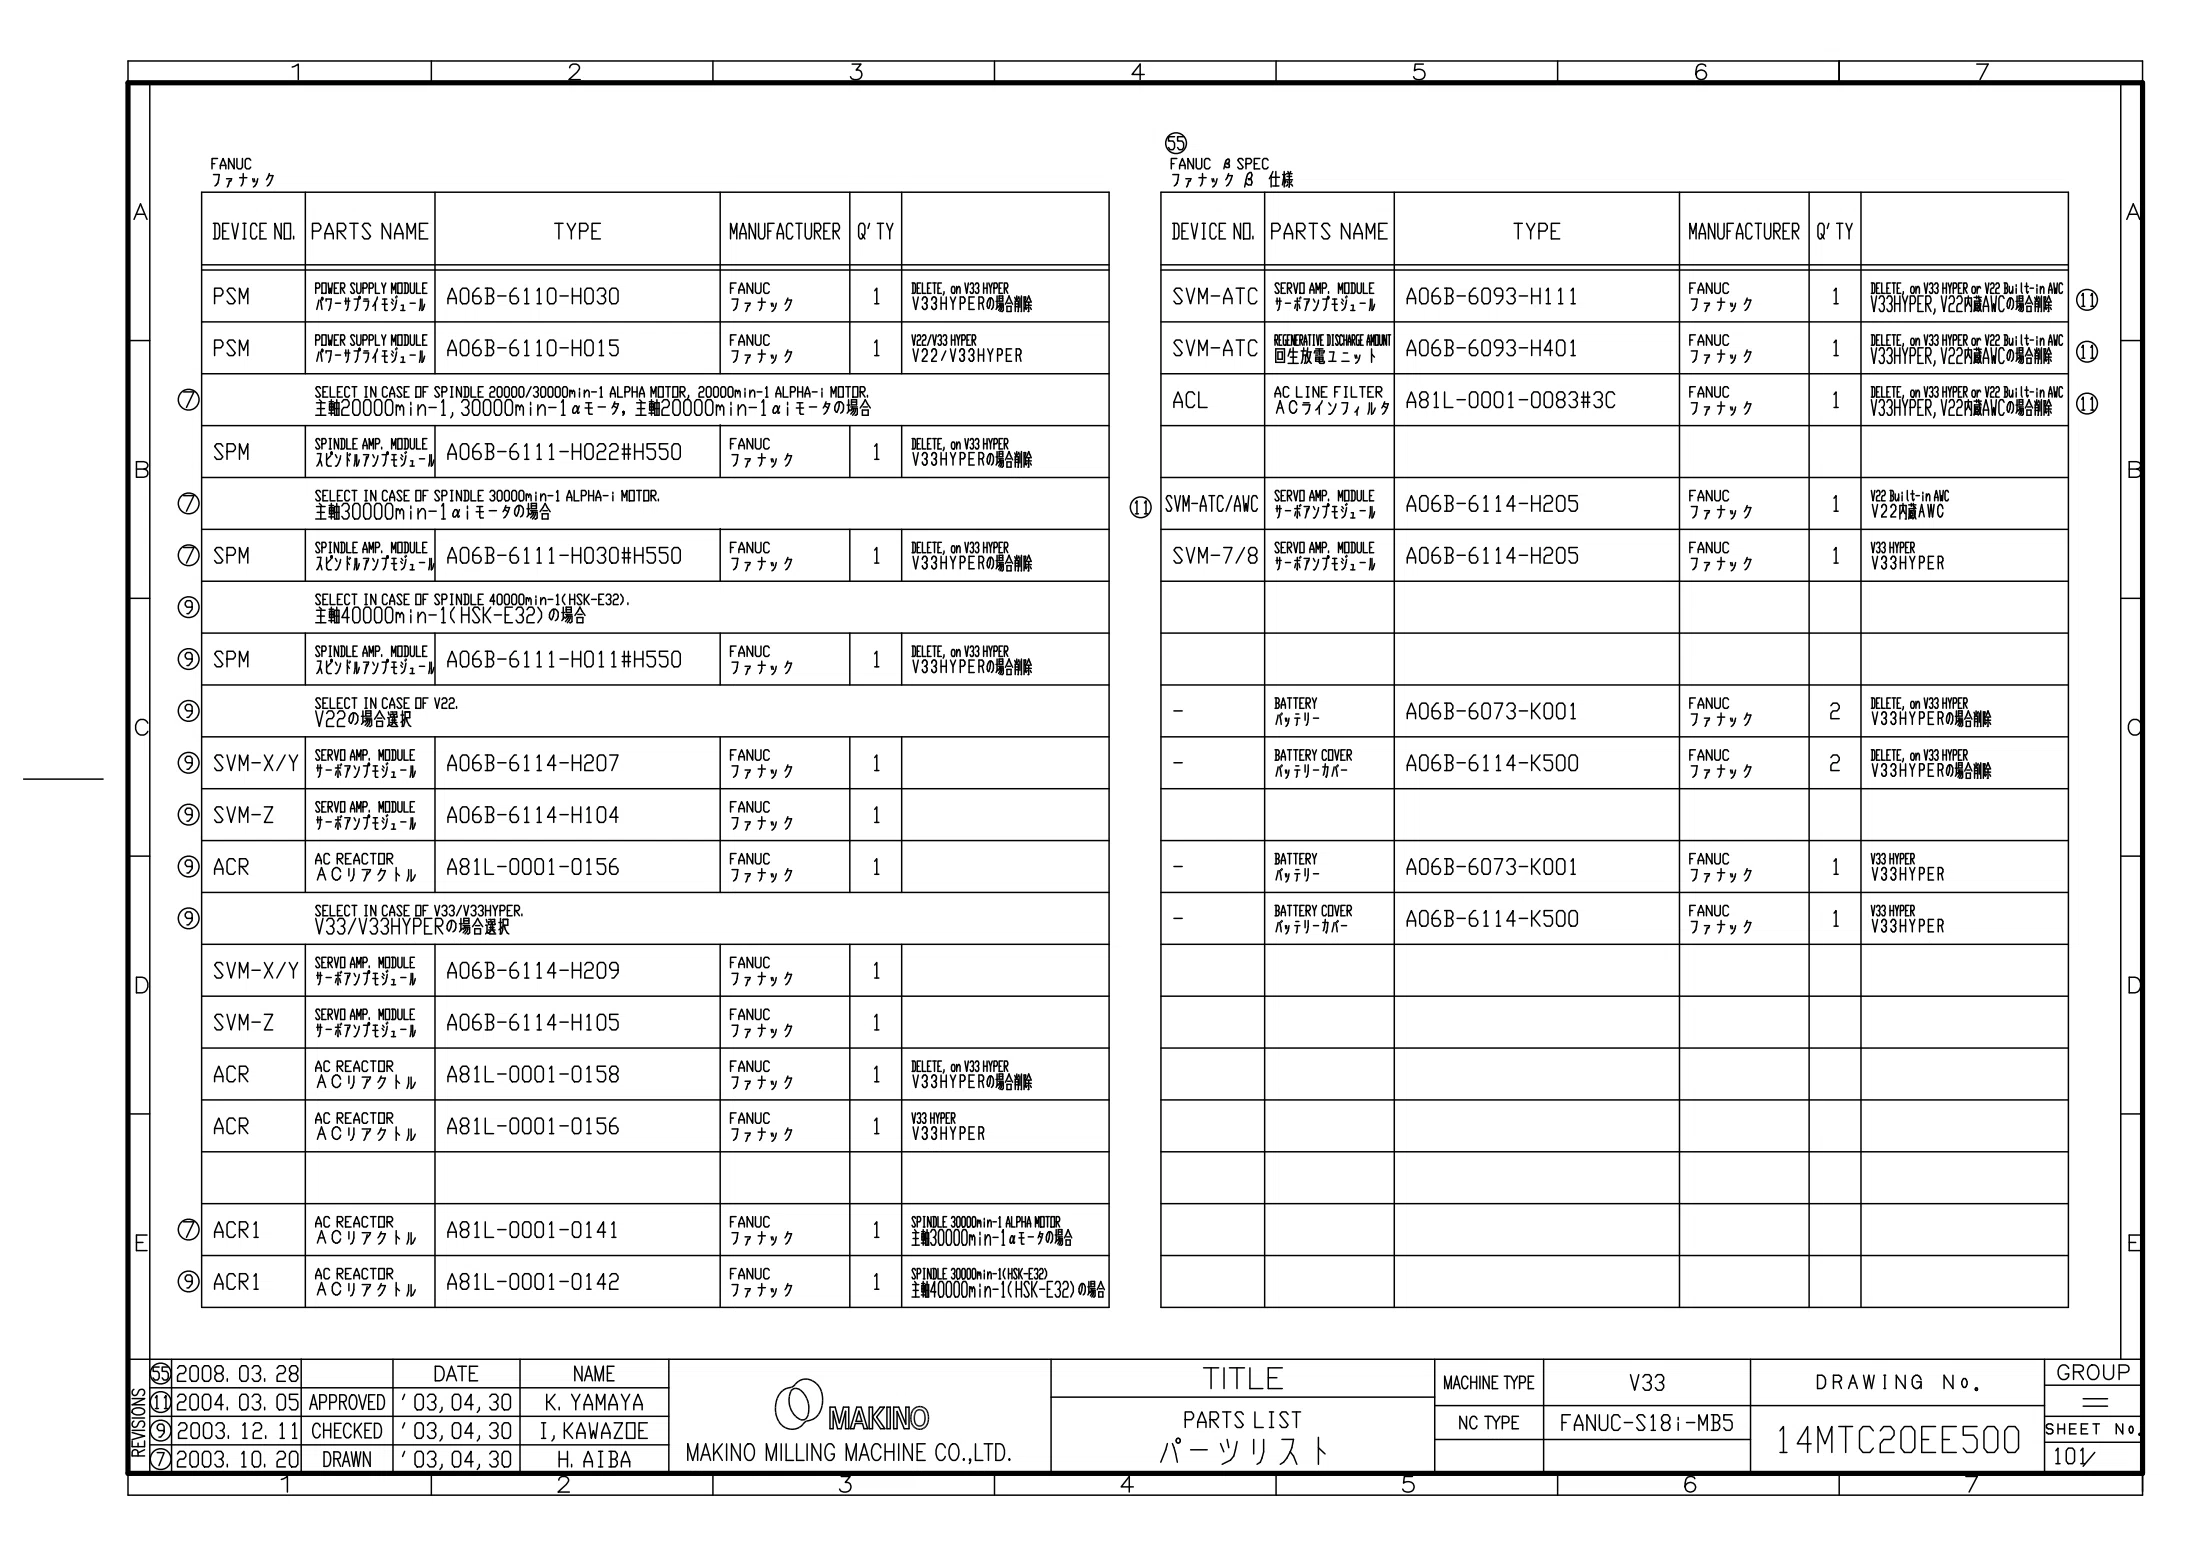 1 2 3 4 5 6 7
FANUC
ファナック
DEVICE NO. PARTS NAME TYPE MANUFACTURER Q'TY
A
PSM POWER SUPPLY MODULE A06B-6110-H030 FANUC 1 DELETE, on V33 HYPER
パワーサプライモジュール ファナック V33HYPERの場合削除
PSM POWER SUPPLY MODULE A06B-6110-H015 FANUC 1 V22/V33 HYPER
パワーサプライモジュール ファナック V22/V33HYPER
⑦ SELECT IN CASE OF SPINDLE 20000/30000min-1 ALPHA MOTOR, 20000min-1 ALPHA-i MOTOR.
主軸20000min-1, 30000min-1αモータ, 主軸20000min-1αiモータの場合
B
SPM SPINDLE AMP. MODULE A06B-6111-H022#H550 FANUC 1 DELETE, on V33 HYPER
スピンドルアンプモジュール ファナック V33HYPERの場合削除
⑦ SELECT IN CASE OF SPINDLE 30000min-1 ALPHA-i MOTOR.
主軸30000min-1αiモータの場合
⑦ SPM SPINDLE AMP. MODULE A06B-6111-H030#H550 FANUC 1 DELETE, on V33 HYPER
スピンドルアンプモジュール ファナック V33HYPERの場合削除
⑨ SELECT IN CASE OF SPINDLE 40000min-1(HSK-E32).
主軸40000min-1(HSK-E32)の場合
⑨ SPM SPINDLE AMP. MODULE A06B-6111-H011#H550 FANUC 1 DELETE, on V33 HYPER
スピンドルアンプモジュール ファナック V33HYPERの場合削除
⑨ SELECT IN CASE OF V22.
V22の場合選択
C
⑨ SVM-X/Y SERVO AMP. MODULE A06B-6114-H207 FANUC 1
サーボアンプモジュール ファナック
⑨ SVM-Z SERVO AMP. MODULE A06B-6114-H104 FANUC 1
サーボアンプモジュール ファナック
⑨ ACR AC REACTOR A81L-0001-0156 FANUC 1
ACリアクトル ファナック
⑨ SELECT IN CASE OF V33/V33HYPER.
V33/V33HYPERの場合選択
SVM-X/Y SERVO AMP. MODULE A06B-6114-H209 FANUC 1
サーボアンプモジュール ファナック
D
SVM-Z SERVO AMP. MODULE A06B-6114-H105 FANUC 1
サーボアンプモジュール ファナック
ACR AC REACTOR A81L-0001-0158 FANUC 1 DELETE, on V33 HYPER
ACリアクトル ファナック V33HYPERの場合削除
ACR AC REACTOR A81L-0001-0156 FANUC 1 V33 HYPER
ACリアクトル ファナック V33HYPER
E
⑦ ACR1 AC REACTOR A81L-0001-0141 FANUC 1 SPINDLE 30000min-1 ALPHA MOTOR
ACリアクトル ファナック 主軸30000min-1αモータの場合
⑨ ACR1 AC REACTOR A81L-0001-0142 FANUC 1 SPINDLE 30000min-1(HSK-E32)
ACリアクトル ファナック 主軸40000min-1(HSK-E32)の場合
55
FANUC β SPEC
ファナック β 仕様
DEVICE NO. PARTS NAME TYPE MANUFACTURER Q'TY
A
SVM-ATC SERVO AMP. MODULE A06B-6093-H111 FANUC 1 DELETE, on V33 HYPER or V22 Built-in AWC ⑪
サーボアンプモジュール ファナック V33HYPER, V22内蔵AWCの場合削除
SVM-ATC REGENERATIVE DISCHARGE AMOUNT A06B-6093-H401 FANUC 1 DELETE, on V33 HYPER or V22 Built-in AWC ⑪
回生放電ユニット ファナック V33HYPER, V22内蔵AWCの場合削除
ACL AC LINE FILTER A81L-0001-0083#3C FANUC 1 DELETE, on V33 HYPER or V22 Built-in AWC ⑪
ACラインフィルタ ファナック V33HYPER, V22内蔵AWCの場合削除
B
⑪ SVM-ATC/AWC SERVO AMP. MODULE A06B-6114-H205 FANUC 1 V22 Built-in AWC
サーボアンプモジュール ファナック V22内蔵AWC
SVM-7/8 SERVO AMP. MODULE A06B-6114-H205 FANUC 1 V33 HYPER
サーボアンプモジュール ファナック V33HYPER
C
- BATTERY A06B-6073-K001 FANUC 2 DELETE, on V33 HYPER
バッテリー ファナック V33HYPERの場合削除
- BATTERY COVER A06B-6114-K500 FANUC 2 DELETE, on V33 HYPER
バッテリーカバー ファナック V33HYPERの場合削除
- BATTERY A06B-6073-K001 FANUC 1 V33 HYPER
バッテリー ファナック V33HYPER
- BATTERY COVER A06B-6114-K500 FANUC 1 V33 HYPER
バッテリーカバー ファナック V33HYPER
D
E
REVISIONS
55 2008. 03. 28 DATE NAME
⑪ 2004. 03. 05 APPROVED '03,04,30 K. YAMAYA
⑨ 2003. 12. 11 CHECKED '03,04,30 I,KAWAZOE
⑦ 2003. 10. 20 DRAWN '03,04,30 H. AIBA
MAKINO
MAKINO MILLING MACHINE CO.,LTD.
TITLE
PARTS LIST
パーツリスト
MACHINE TYPE V33
NC TYPE FANUC-S18i-MB5
DRAWING No.
14MTC20EE500
GROUP
=
SHEET No.
101/
1 2 3 4 5 6 7